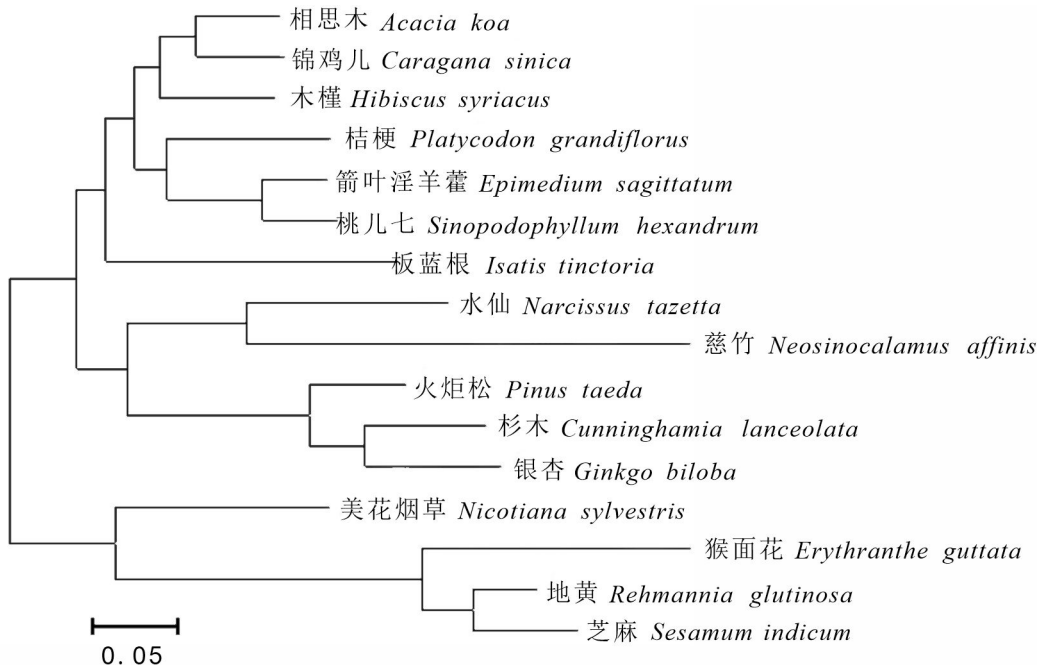 相思木 Acacia koa
锦鸡儿 Caragana sinica
木槿 Hibiscus syriacus
桔梗 Platycodon grandiflorus
箭叶淫羊藿 Epimedium sagittatum
桃儿七 Sinopodophyllum hexandrum
板蓝根 Isatis tinctoria
水仙 Narcissus tazetta
慈竹 Neosinocalamus affinis
火炬松 Pinus taeda
杉木 Cunninghamia lanceolata
银杏 Ginkgo biloba
美花烟草 Nicotiana sylvestris
猴面花 Erythranthe guttata
地黄 Rehmannia glutinosa
芝麻 Sesamum indicum
0.05